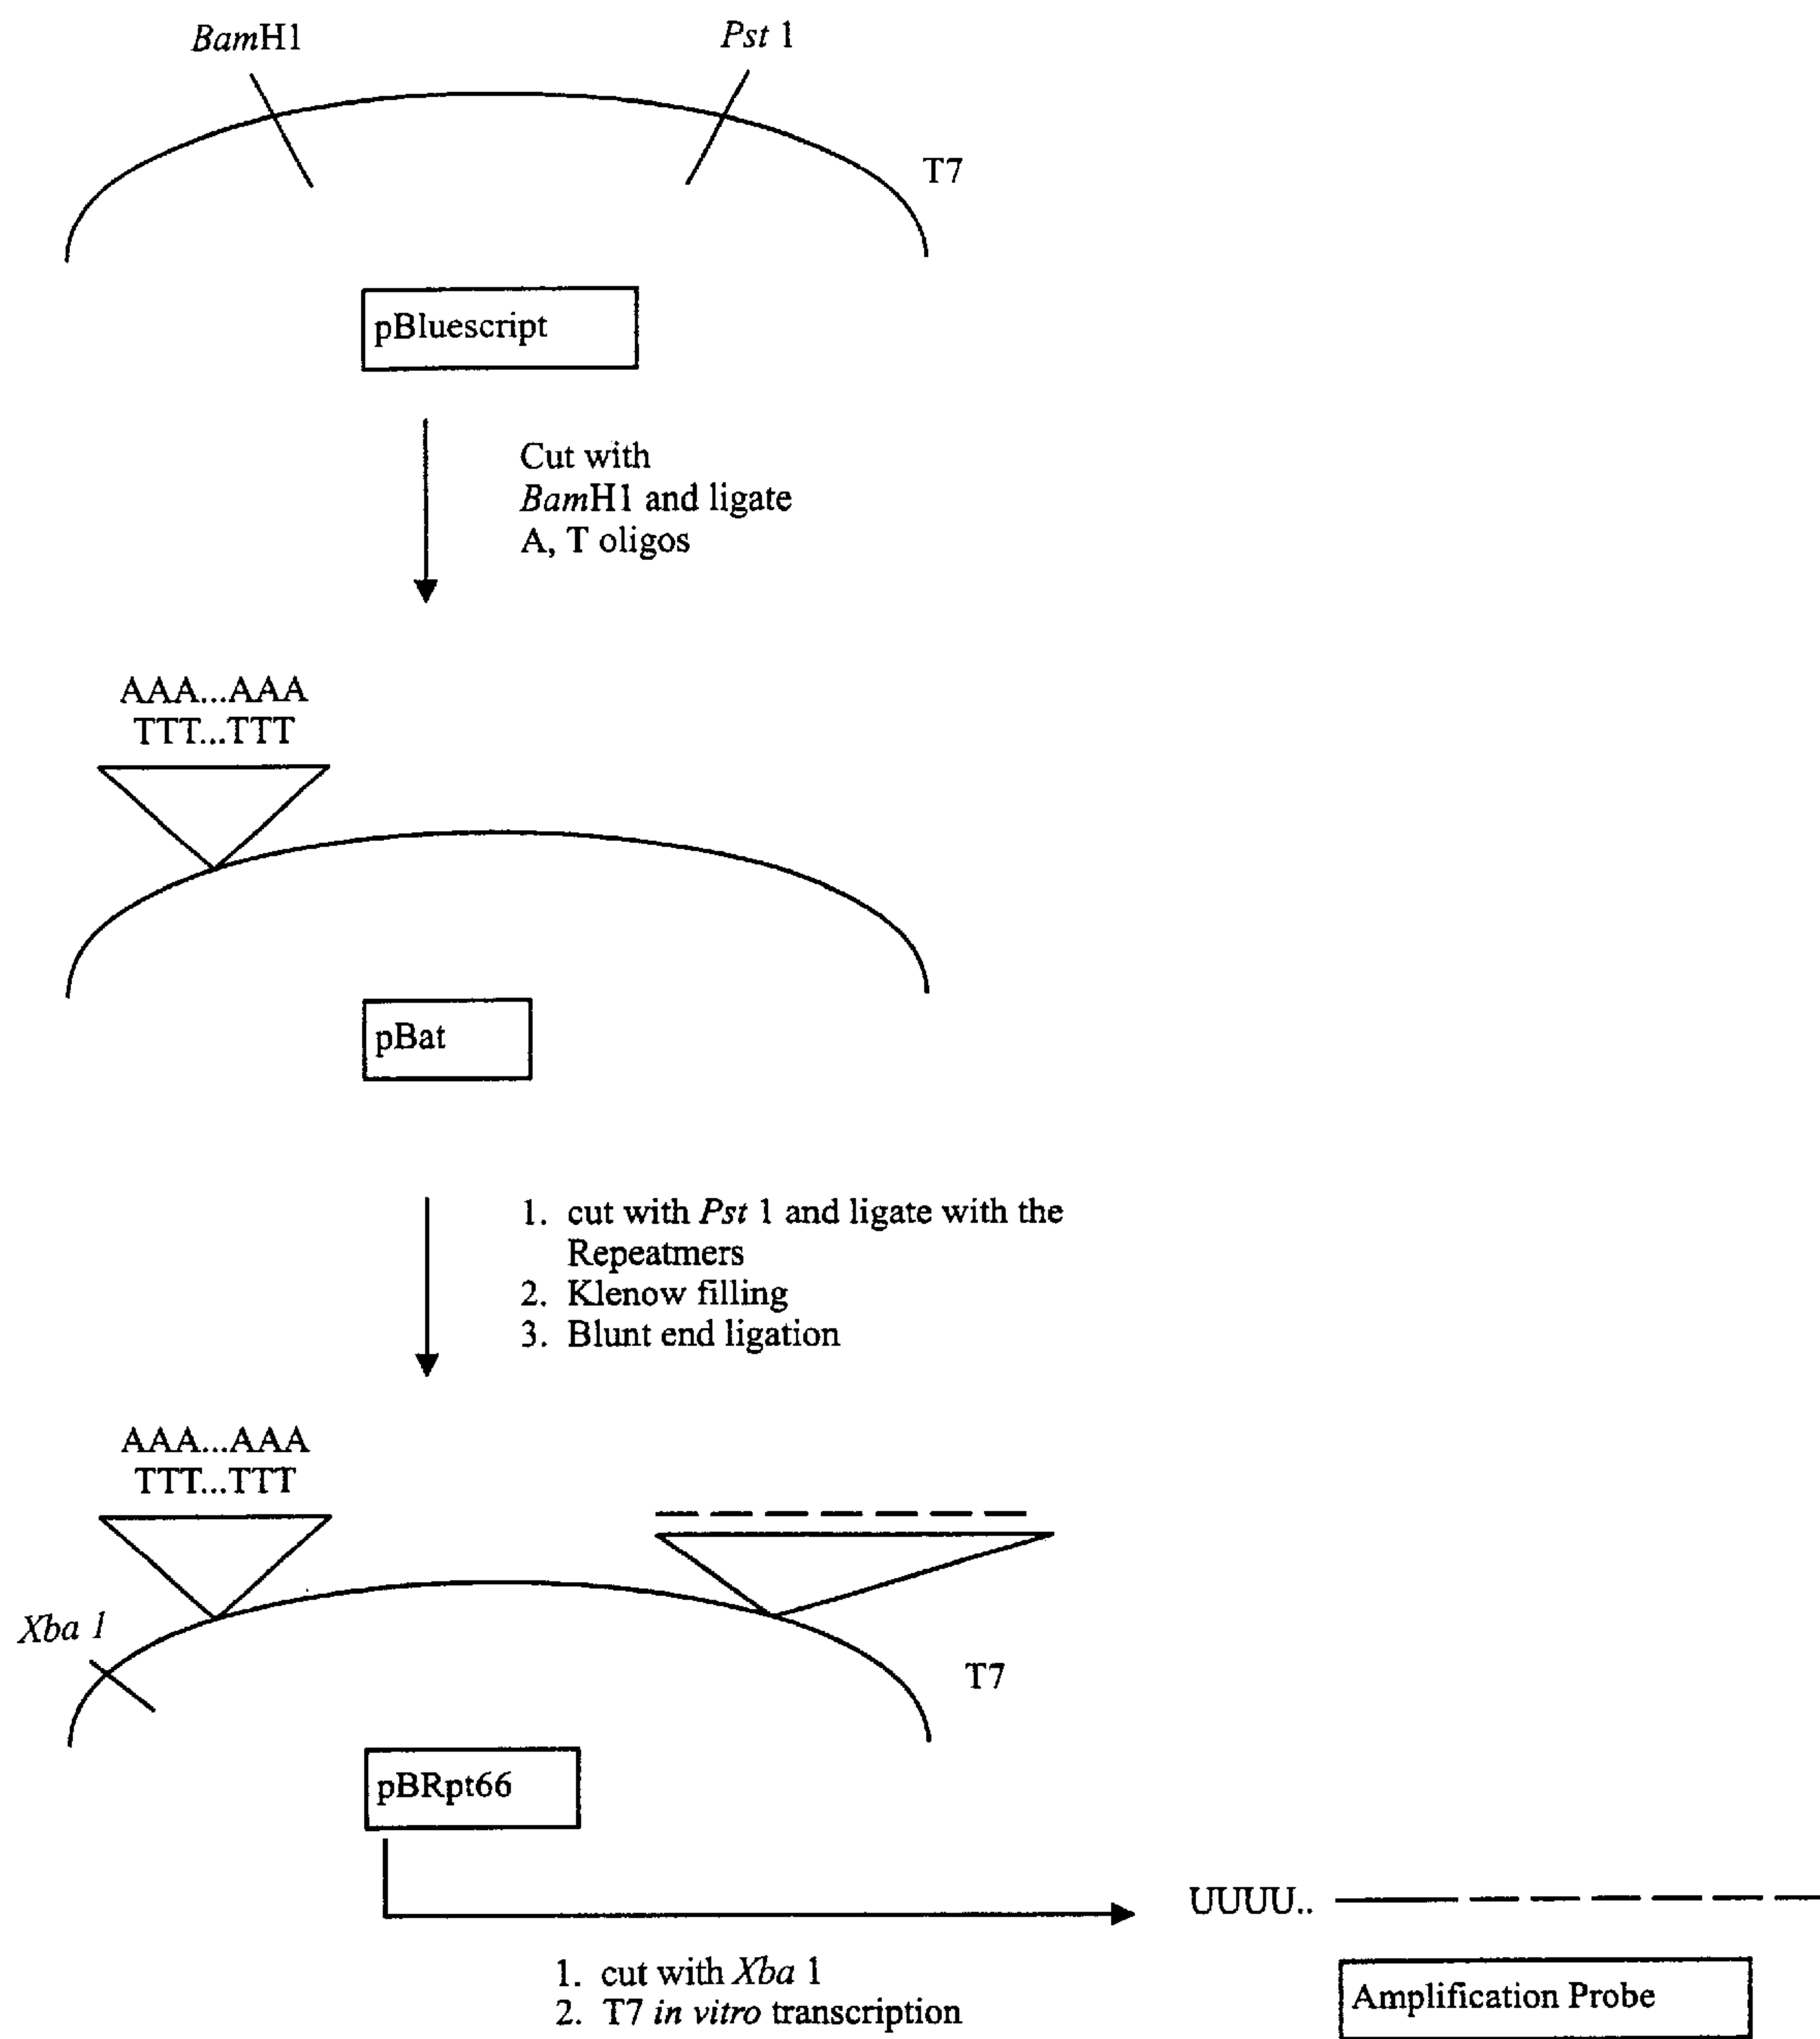 BamH1
Pst 1
T7
pBluescript
Cut with
BamH1 and ligate
A, T oligos
AAA...AAA
TTT...TTT
pBat
1. cut with Pst 1 and ligate with the
Repeatmers
2. Klenow filling
3. Blunt end ligation
AAA...AAA
TTT...TTT
Xba 1
T7
pBRpt66
UUUU..
1. cut with Xba 1
2. T7 in vitro transcription
Amplification Probe